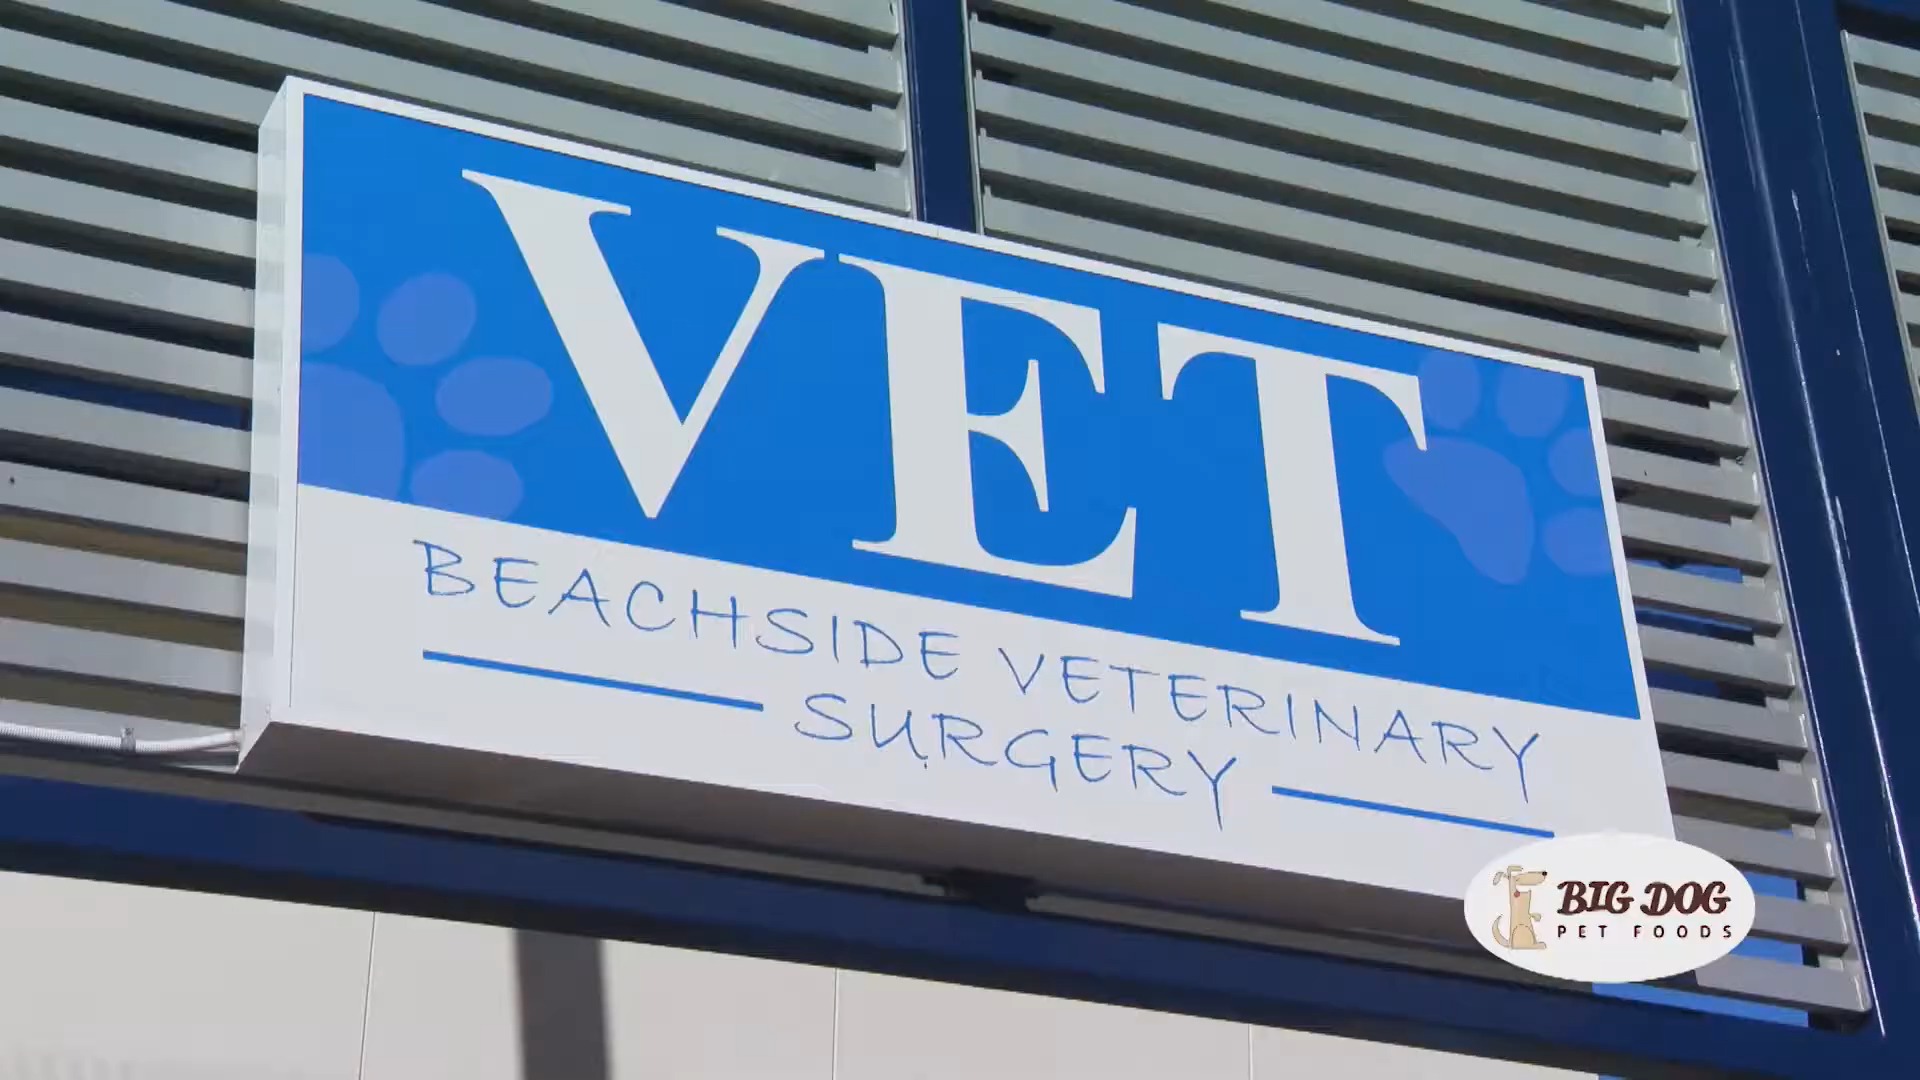 VET
BEACHSIDE VETERINARY
SURGERY
BIG DOG
PET FOODS